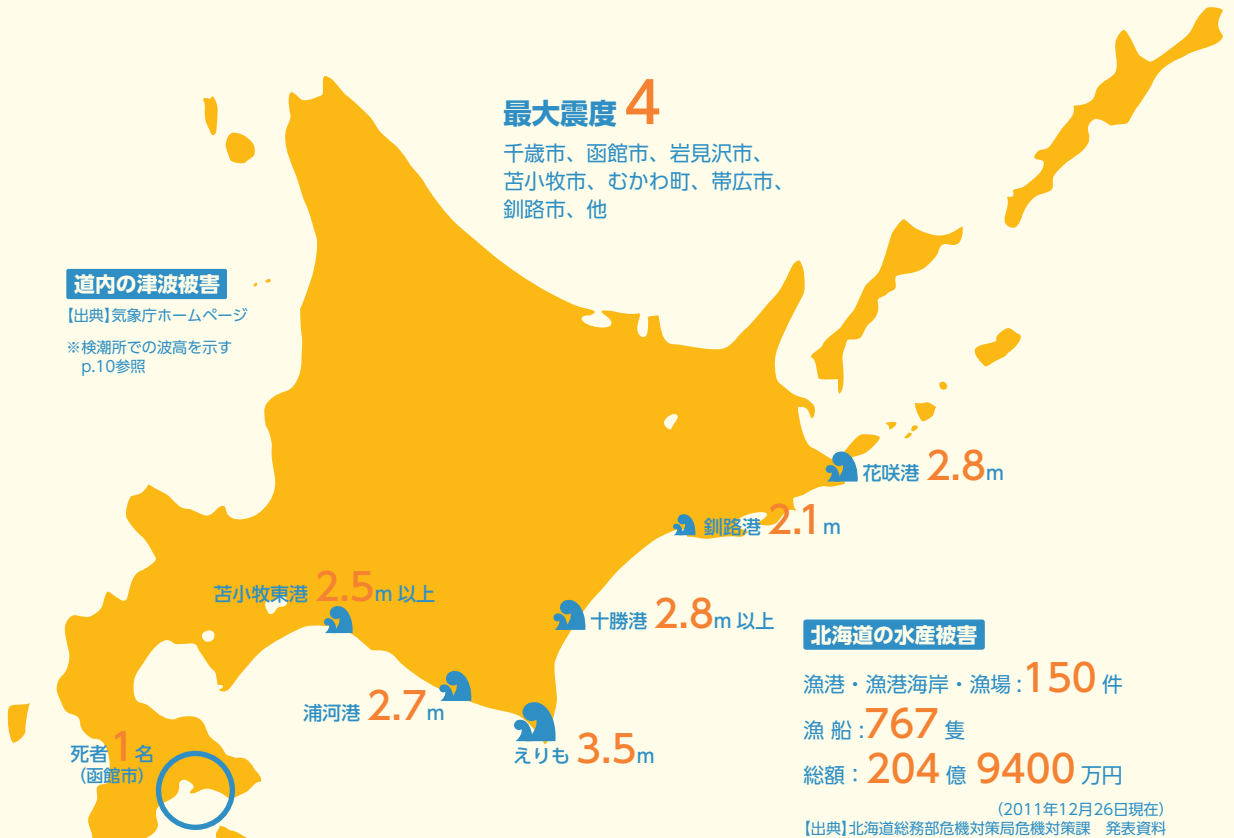 最大震度 4
千歳市、函館市、岩見沢市、
苫小牧市、むかわ町、帯広市、
釧路市、他
道内の津波被害
【出典】気象庁ホームページ
※検潮所での波高を示す
p.10参照
花咲港 2.8m
釧路港 2.1m
苫小牧東港 2.5m 以上
十勝港 2.8m 以上
浦河港 2.7m
えりも 3.5m
死者1名
（函館市）
北海道の水産被害
漁港・漁港海岸・漁場：150 件
漁 船：767 隻
総額：204 億 9400 万円
（2011年12月26日現在）
【出典】北海道総務部危機対策局危機対策課　発表資料